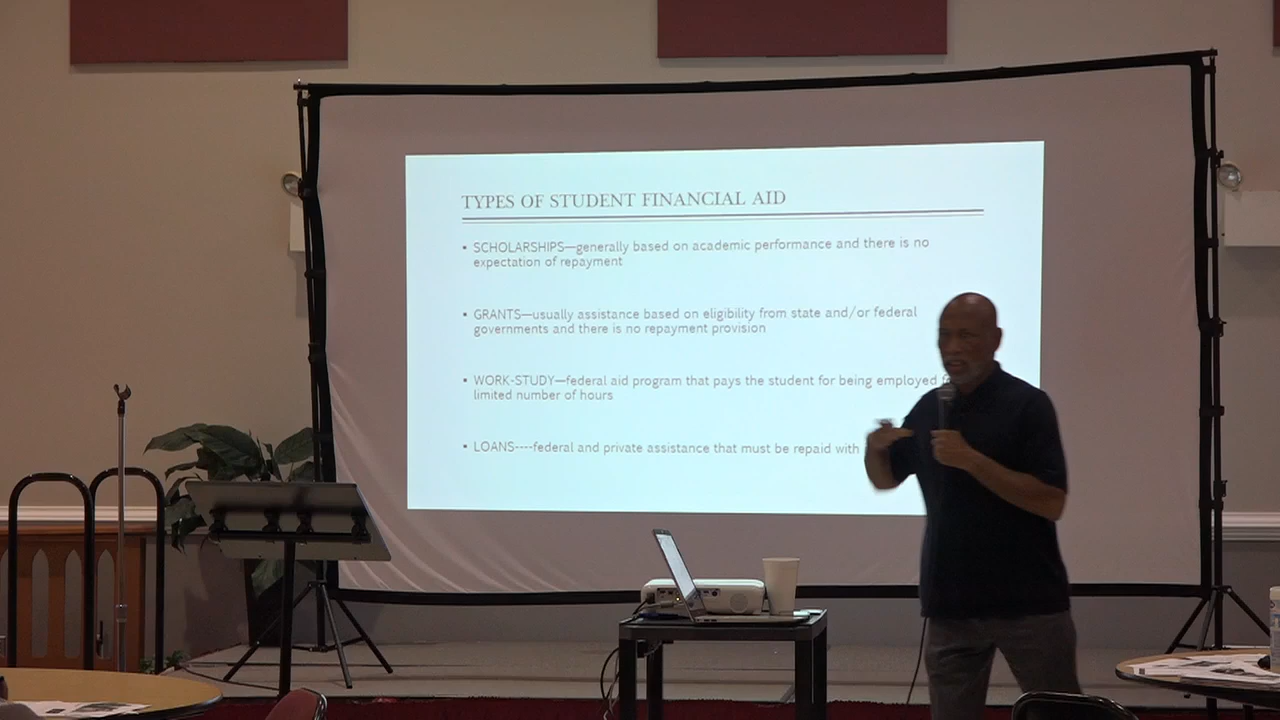 TYPES OF STUDENT FINANCIAL AID
▪ SCHOLARSHIPS—generally based on academic performance and there is no
expectation of repayment
▪ GRANTS—usually assistance based on eligibility from state and/or federal
governments and there is no repayment provision
▪ WORK-STUDY—federal aid program that pays the student for being employed
limited number of hours
▪ LOANS----federal and private assistance that must be repaid with